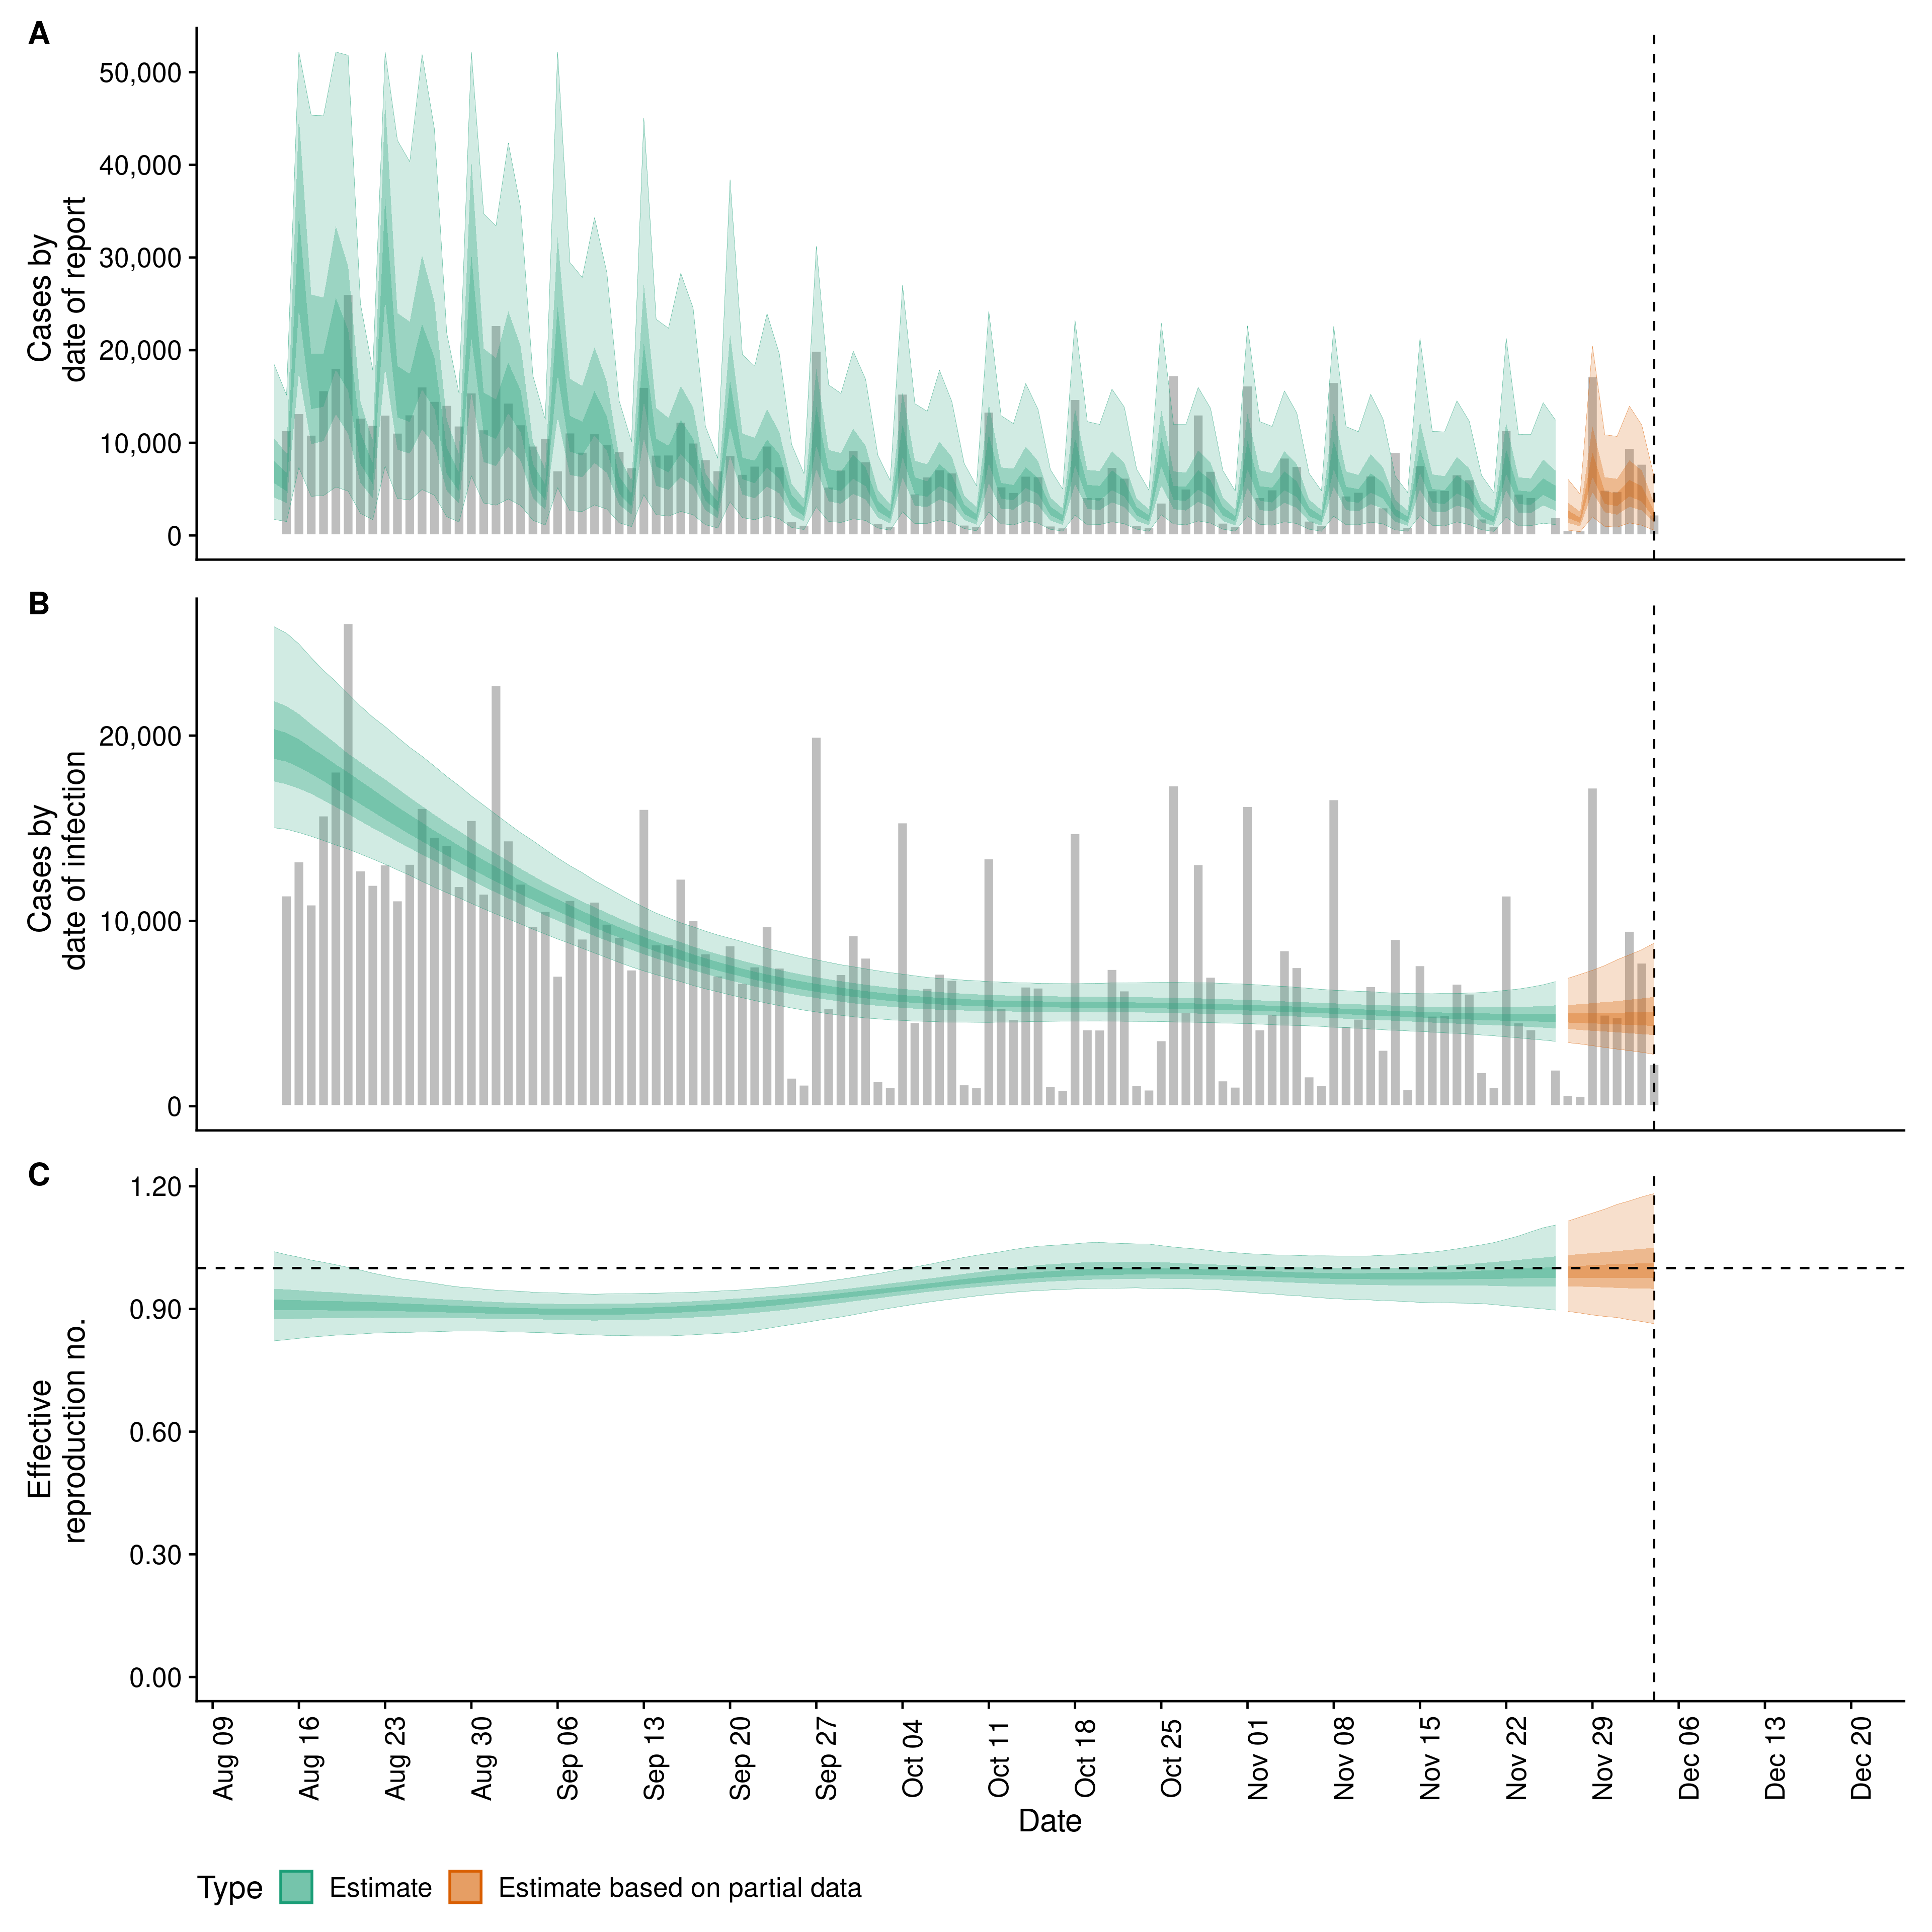 A
50,000
40,000
30,000
20,000
10,000
0
Cases by
date of report
B
20,000
10,000
0
Cases by
date of infection
C
1.20
0.90
0.60
0.30
0.00
Effective
reproduction no.
Aug 09
Aug 16
Aug 23
Aug 30
Sep 06
Sep 13
Sep 20
Sep 27
Oct 04
Oct 11
Oct 18
Oct 25
Nov 01
Nov 08
Nov 15
Nov 22
Nov 29
Dec 06
Dec 13
Dec 20
Date
Type Estimate Estimate based on partial data